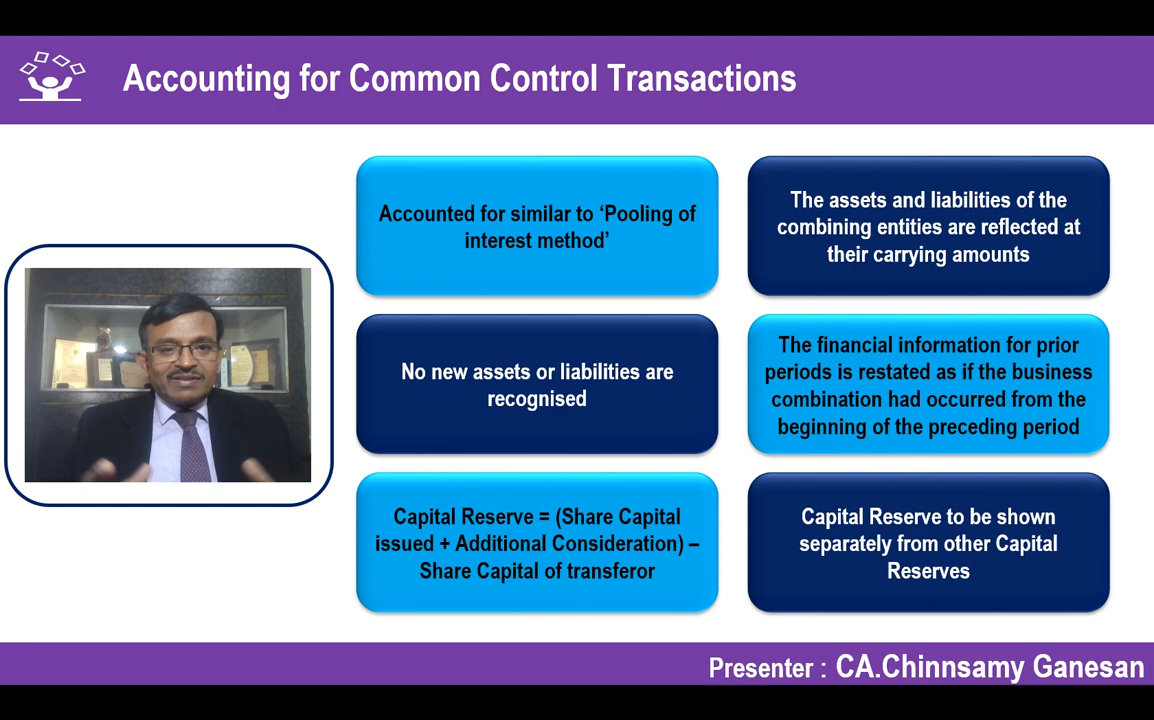 Accounting for Common Control Transactions
Accounted for similar to ‘Pooling of
interest method’
The assets and liabilities of the
combining entities are reflected at
their carrying amounts
No new assets or liabilities are
recognised
The financial information for prior
periods is restated as if the business
combination had occurred from the
beginning of the preceding period
Capital Reserve = (Share Capital
issued + Additional Consideration) –
Share Capital of transferor
Capital Reserve to be shown
separately from other Capital
Reserves
Presenter : CA.Chinnsamy Ganesan